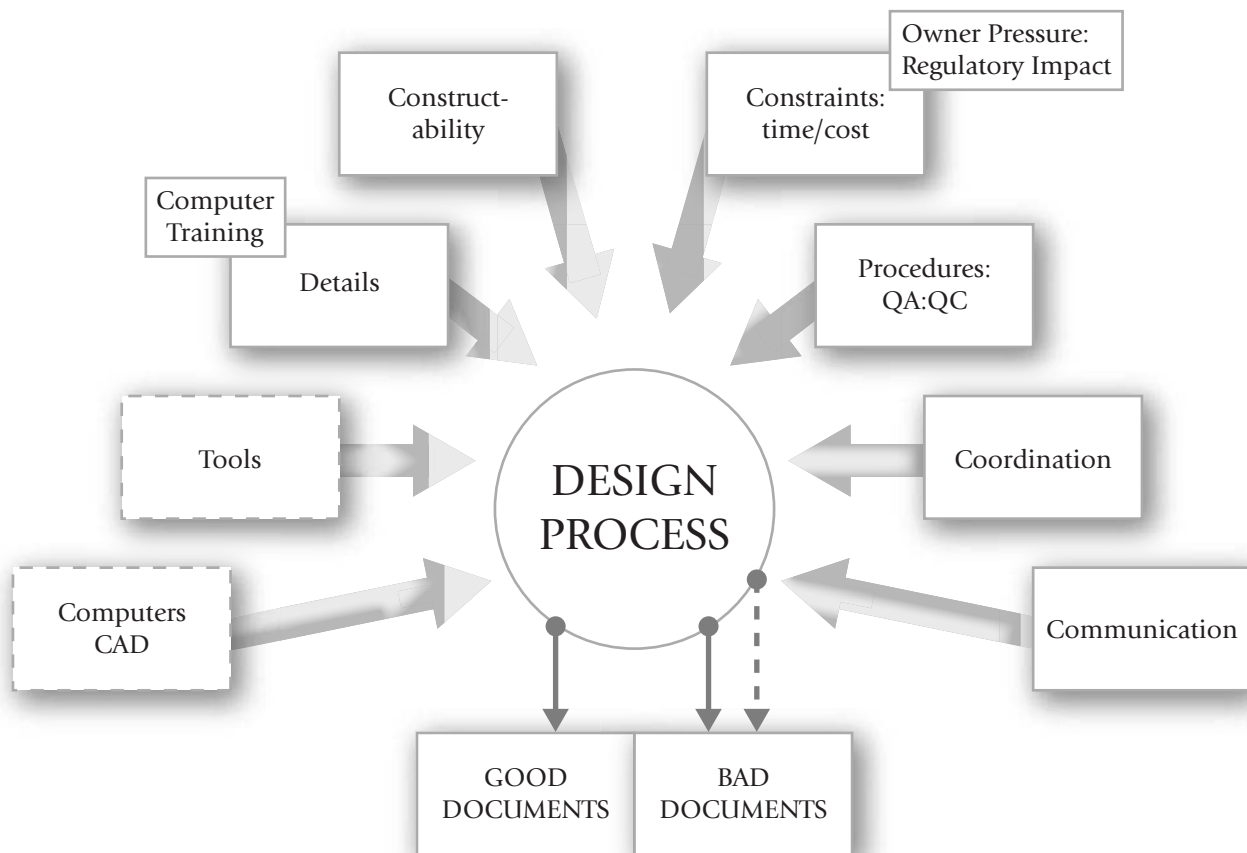 Owner Pressure:
Regulatory Impact
Construct-
ability
Constraints:
time/cost
Computer
Training
Details
Procedures:
QA:QC
Tools
Coordination
DESIGN
PROCESS
Computers
CAD
Communication
GOOD
DOCUMENTS
BAD
DOCUMENTS